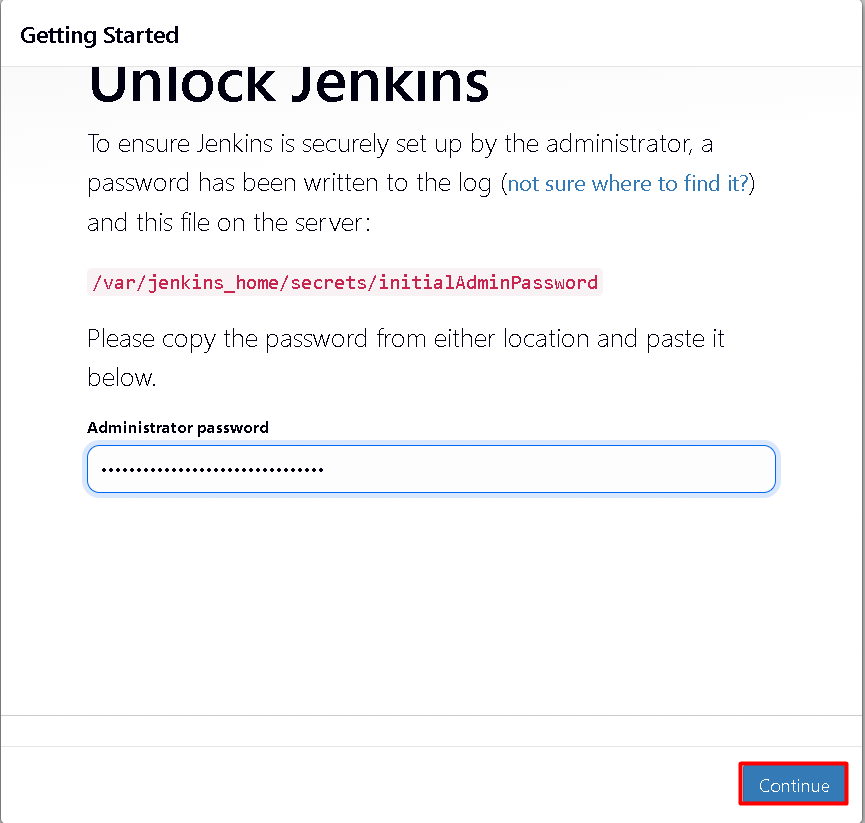 Getting Started
Unlock Jenkins
To ensure Jenkins is securely set up by the administrator, a
password has been written to the log (not sure where to find it?)
and this file on the server:
/var/jenkins_home/secrets/initialAdminPassword
Please copy the password from either location and paste it
below.
Administrator password
••••••••••••••••••••••••••••••••
Continue